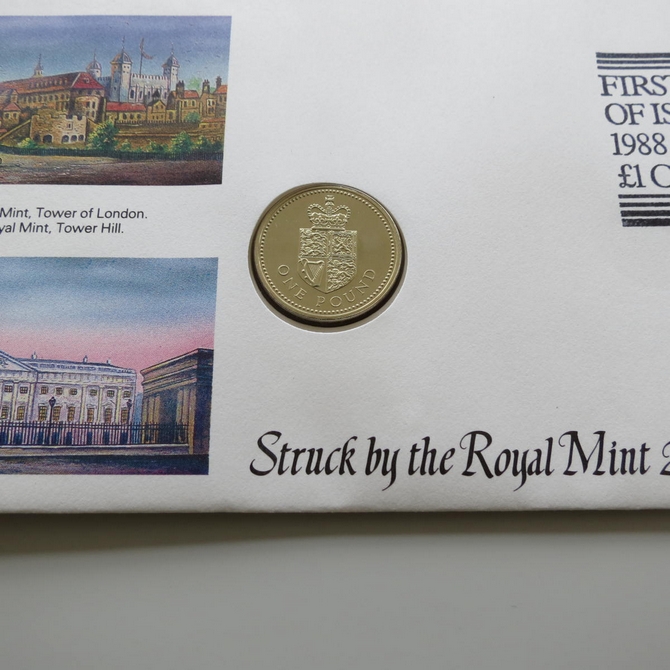 Mint, Tower of London.
yal Mint, Tower Hill.
ONE POUND
FIRS
OF IS
1988
£1 C
Struck by the Royal Mint